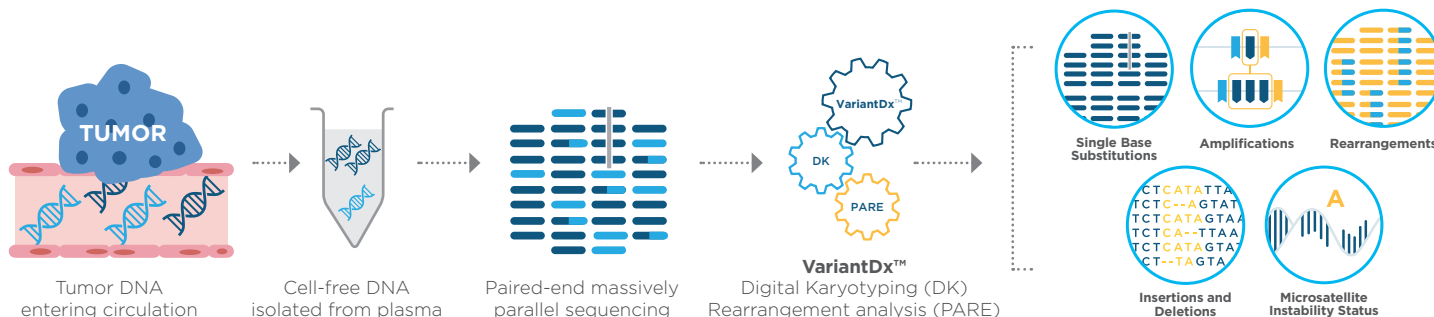 TUMOR
Tumor DNA
entering circulation
Cell-free DNA
isolated from plasma
Paired-end massively
parallel sequencing
VariantDx™
DK
PARE
VariantDx™
Digital Karyotyping (DK)
Rearrangement analysis (PARE)
Single Base
Substitutions
Amplifications
Rearrangements
CTCATATTA
TCTC--AGTAT
TCTCATAGTAA
TCTCA--TTAA
TCTCATAGTAT
CT--TAGTA
A
Insertions and
Deletions
Microsatellite
Instability Status